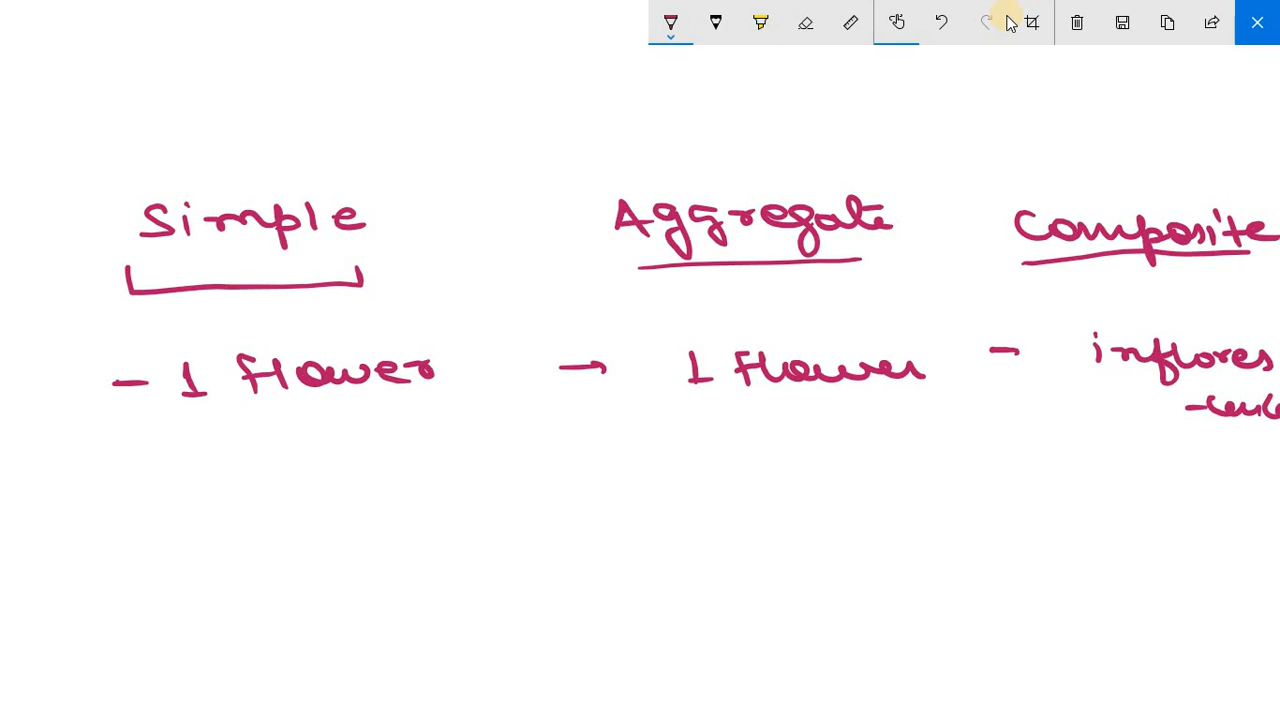 Simple Aggregate Composite
- 1 flower → 1 flower - inflores